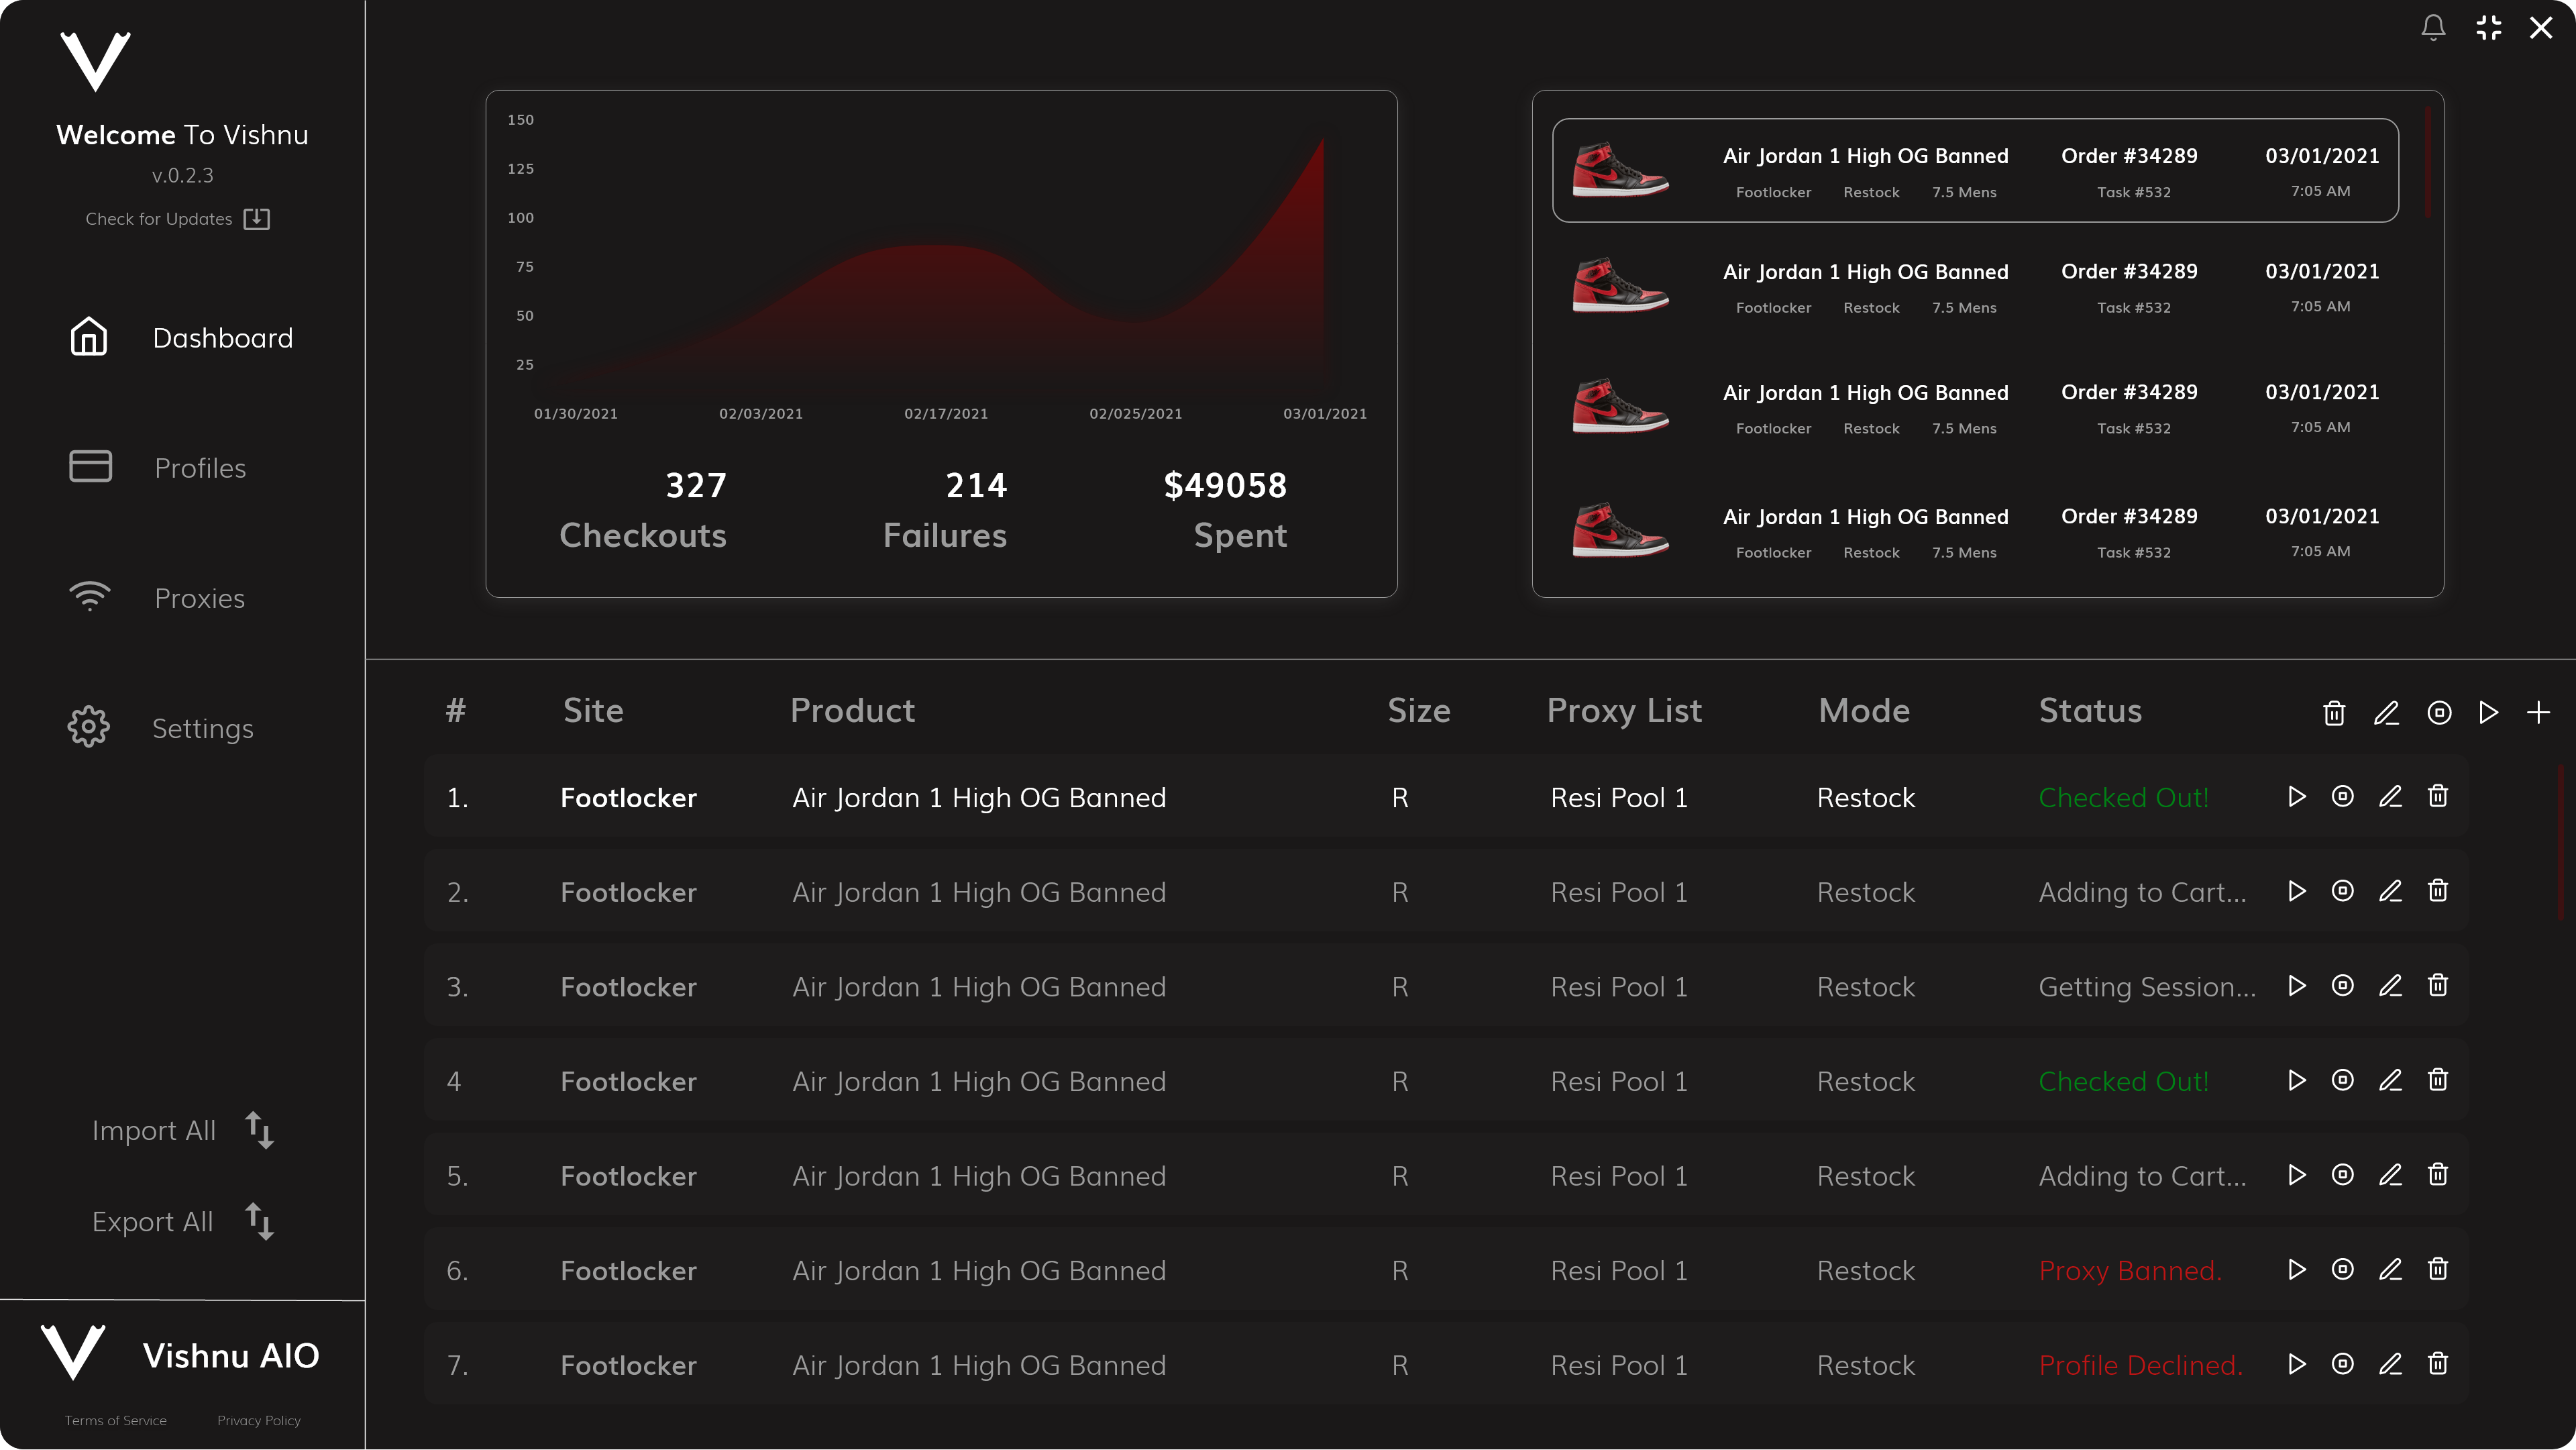 Welcome To Vishnu
v.0.2.3
Check for Updates
Dashboard
Profiles
Proxies
Settings
Import All
Export All
Vishnu AIO
Terms of Service Privacy Policy
150
125
100
75
50
25
01/30/2021 02/03/2021 02/17/2021 02/025/2021 03/01/2021
327 214 $49058
Checkouts Failures Spent
Air Jordan 1 High OG Banned Order #34289 03/01/2021
Footlocker Restock 7.5 Mens Task #532 7:05 AM
Air Jordan 1 High OG Banned Order #34289 03/01/2021
Footlocker Restock 7.5 Mens Task #532 7:05 AM
Air Jordan 1 High OG Banned Order #34289 03/01/2021
Footlocker Restock 7.5 Mens Task #532 7:05 AM
Air Jordan 1 High OG Banned Order #34289 03/01/2021
Footlocker Restock 7.5 Mens Task #532 7:05 AM
# Site Product Size Proxy List Mode Status
1. Footlocker Air Jordan 1 High OG Banned R Resi Pool 1 Restock Checked Out!
2. Footlocker Air Jordan 1 High OG Banned R Resi Pool 1 Restock Adding to Cart...
3. Footlocker Air Jordan 1 High OG Banned R Resi Pool 1 Restock Getting Session...
4 Footlocker Air Jordan 1 High OG Banned R Resi Pool 1 Restock Checked Out!
5. Footlocker Air Jordan 1 High OG Banned R Resi Pool 1 Restock Adding to Cart...
6. Footlocker Air Jordan 1 High OG Banned R Resi Pool 1 Restock Proxy Banned.
7. Footlocker Air Jordan 1 High OG Banned R Resi Pool 1 Restock Profile Declined.